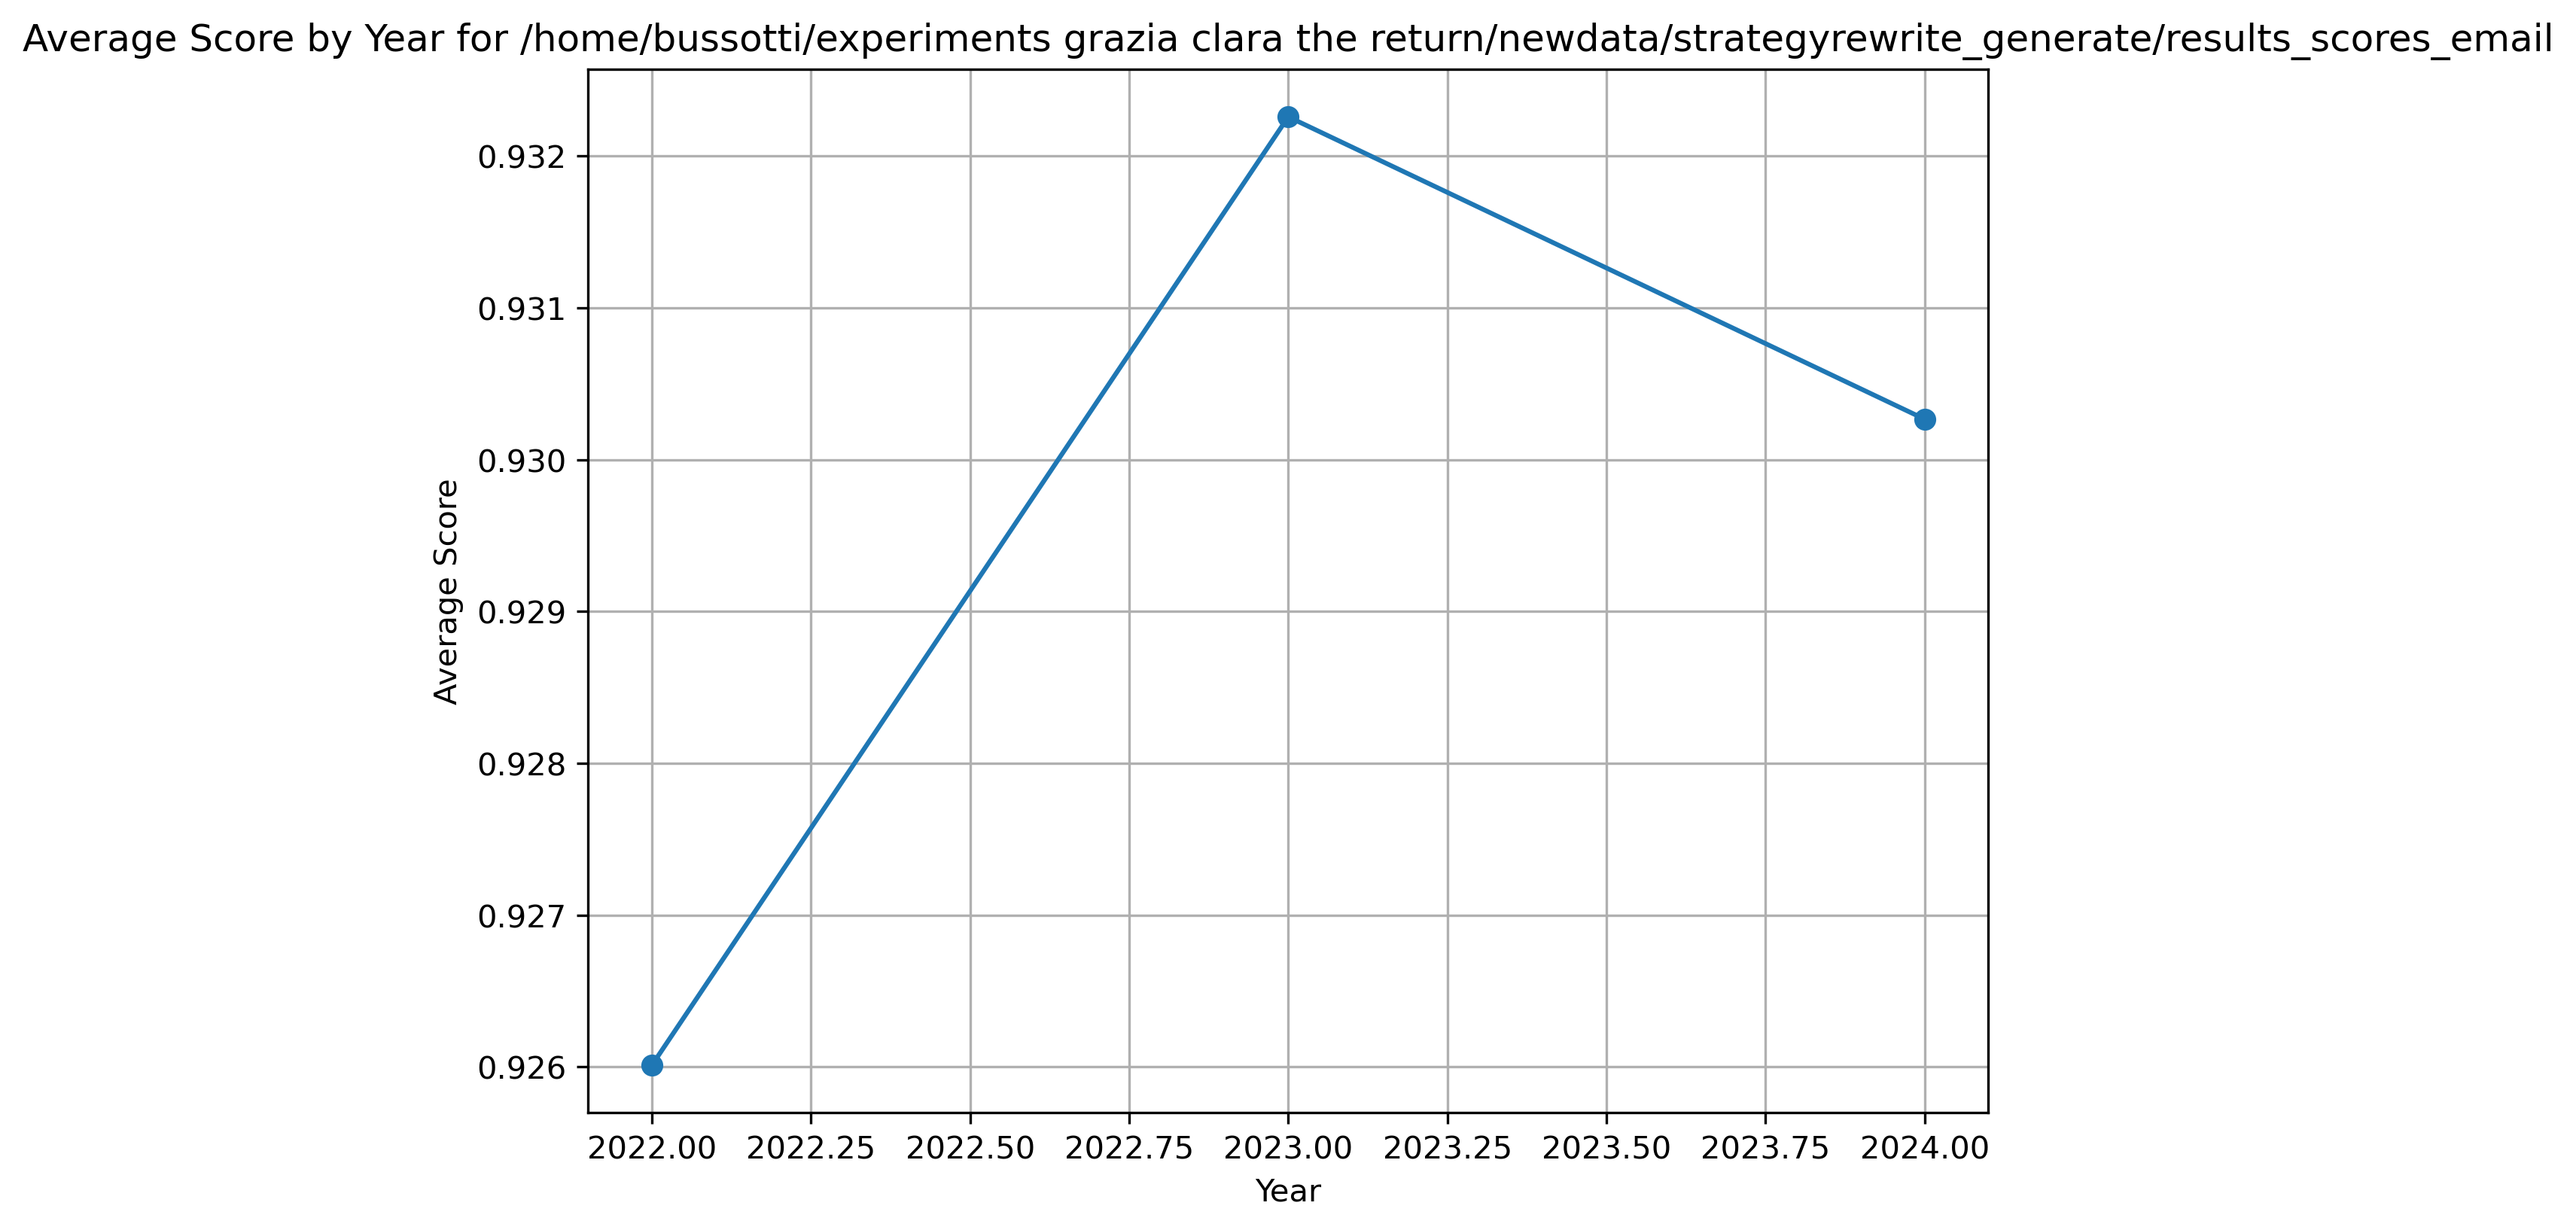 Average Score by Year for /home/bussotti/experiments grazia clara the return/newdata/strategyrewrite_generate/results_scores_email
0.932
0.931
0.930
0.929
0.928
0.927
0.926
Average Score
2022.00 2022.25 2022.50 2022.75 2023.00 2023.25 2023.50 2023.75 2024.00
Year